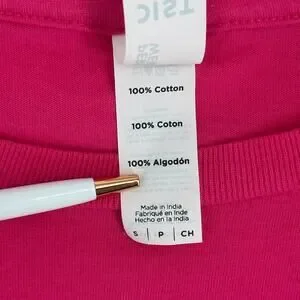 100% Cotton
100% Coton
100% Algodón
Made in India
Fabriqué en Inde
Hecho en la India
S | P | CH